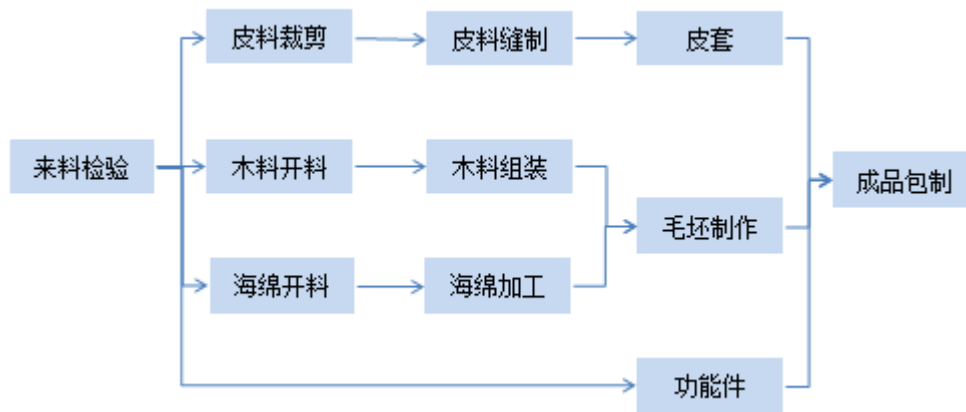 皮料裁剪
皮料缝制
皮套
来料检验
木料开料
木料组装
成品包制
毛坯制作
海绵开料
海绵加工
功能件